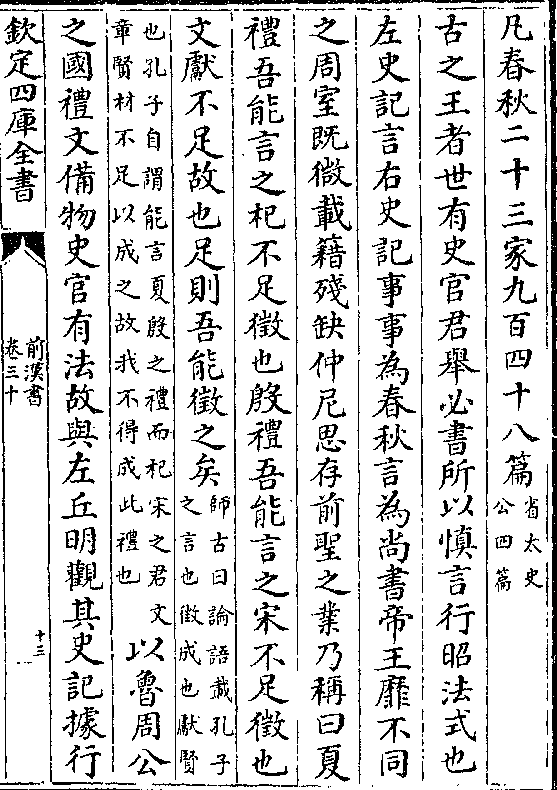 凡春秋二十三家九百四十八篇省太史公四篇
古之王者世有史官君舉必書所以慎言行昭法式也
左史記言右史記事事為春秋言為尚書帝王靡不同
之周室既微載籍殘缺仲尼思存前聖之業乃稱曰夏
禮吾能言之杞不足徵也殷禮吾能言之宋不足徵也
文獻不足故也足則吾能徵之矣師古曰論語載孔子之言也徵成也獻賢
也孔子自謂能言夏殷之禮而杞宋之君文章賢材不足以成之故我不得成此禮也以魯周公
之國禮文備物史官有法故與左丘明觀其史記據行
欽定四庫全書
前漢書
卷三十
十三